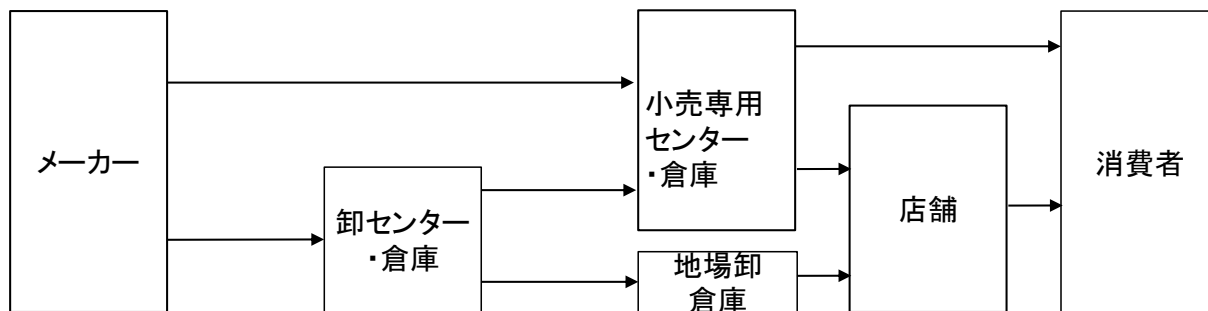 メーカー
卸センター
・倉庫
小売専用
センター
・倉庫
地場卸
倉庫
店舗
消費者